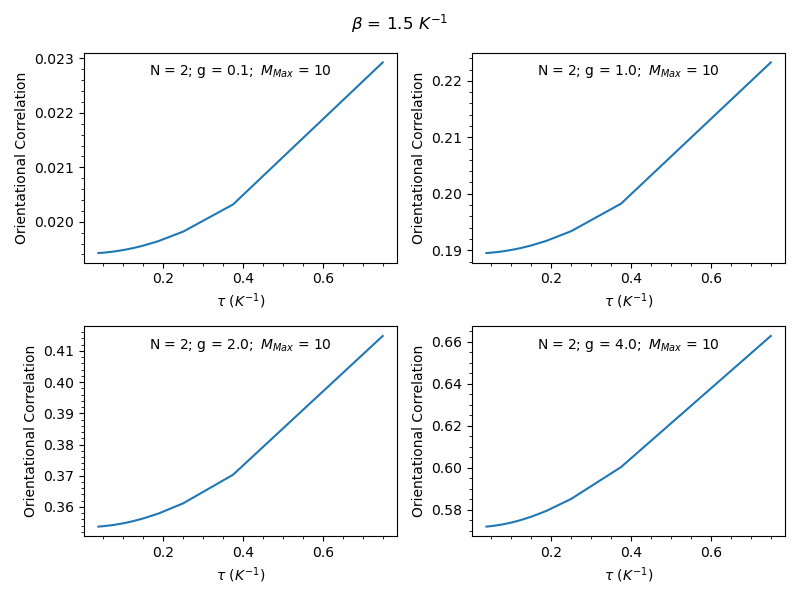 β = 1.5 K⁻¹
N = 2; g = 0.1; M_Max = 10
Orientational Correlation
0.023
0.022
0.021
0.020
0.2 0.4 0.6
τ (K⁻¹)
N = 2; g = 1.0; M_Max = 10
Orientational Correlation
0.22
0.21
0.20
0.19
0.2 0.4 0.6
τ (K⁻¹)
N = 2; g = 2.0; M_Max = 10
Orientational Correlation
0.41
0.40
0.39
0.38
0.37
0.36
0.2 0.4 0.6
τ (K⁻¹)
N = 2; g = 4.0; M_Max = 10
Orientational Correlation
0.66
0.64
0.62
0.60
0.58
0.2 0.4 0.6
τ (K⁻¹)